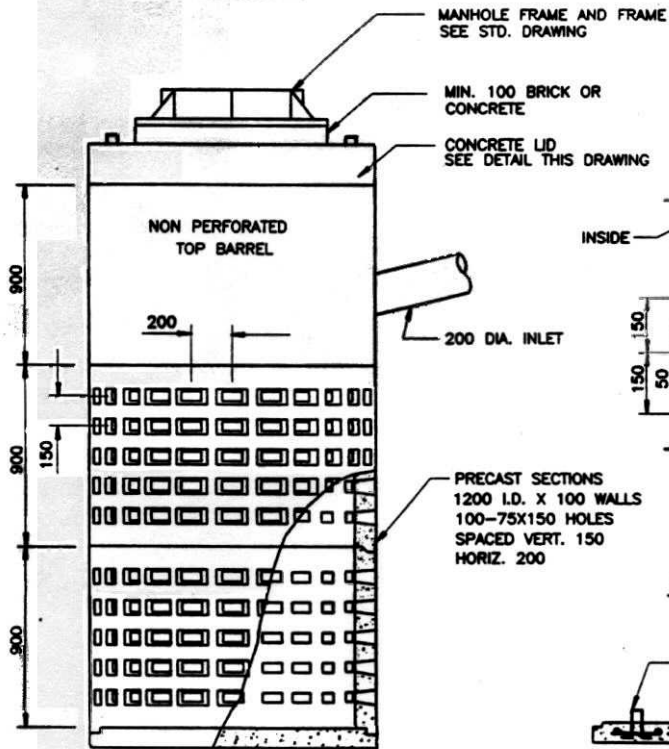 MANHOLE FRAME AND FRAME
SEE STD. DRAWING
MIN. 100 BRICK OR
CONCRETE
CONCRETE LID
SEE DETAIL THIS DRAWING
NON PERFORATED
TOP BARREL
INSIDE
900
200
200 DIA. INLET
150
150
50
900
150
PRECAST SECTIONS
1200 I.D. X 100 WALLS
100-75X150 HOLES
SPACED VERT. 150
HORIZ. 200
900